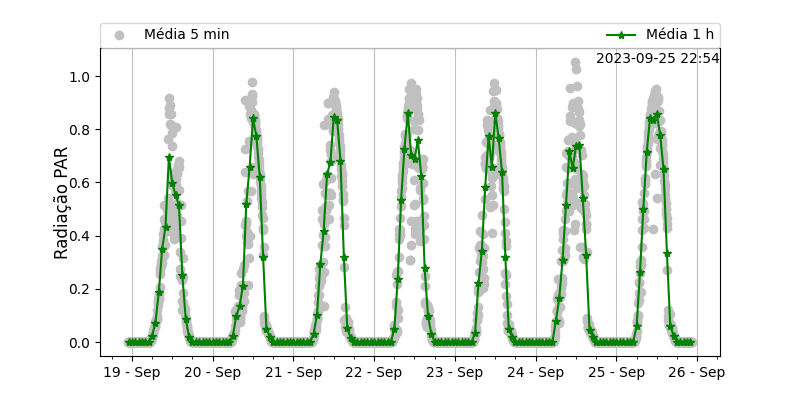 Média 5 min
Média 1 h
2023-09-25 22:54
Radiação PAR
1.0
0.8
0.6
0.4
0.2
0.0
19 - Sep
20 - Sep
21 - Sep
22 - Sep
23 - Sep
24 - Sep
25 - Sep
26 - Sep